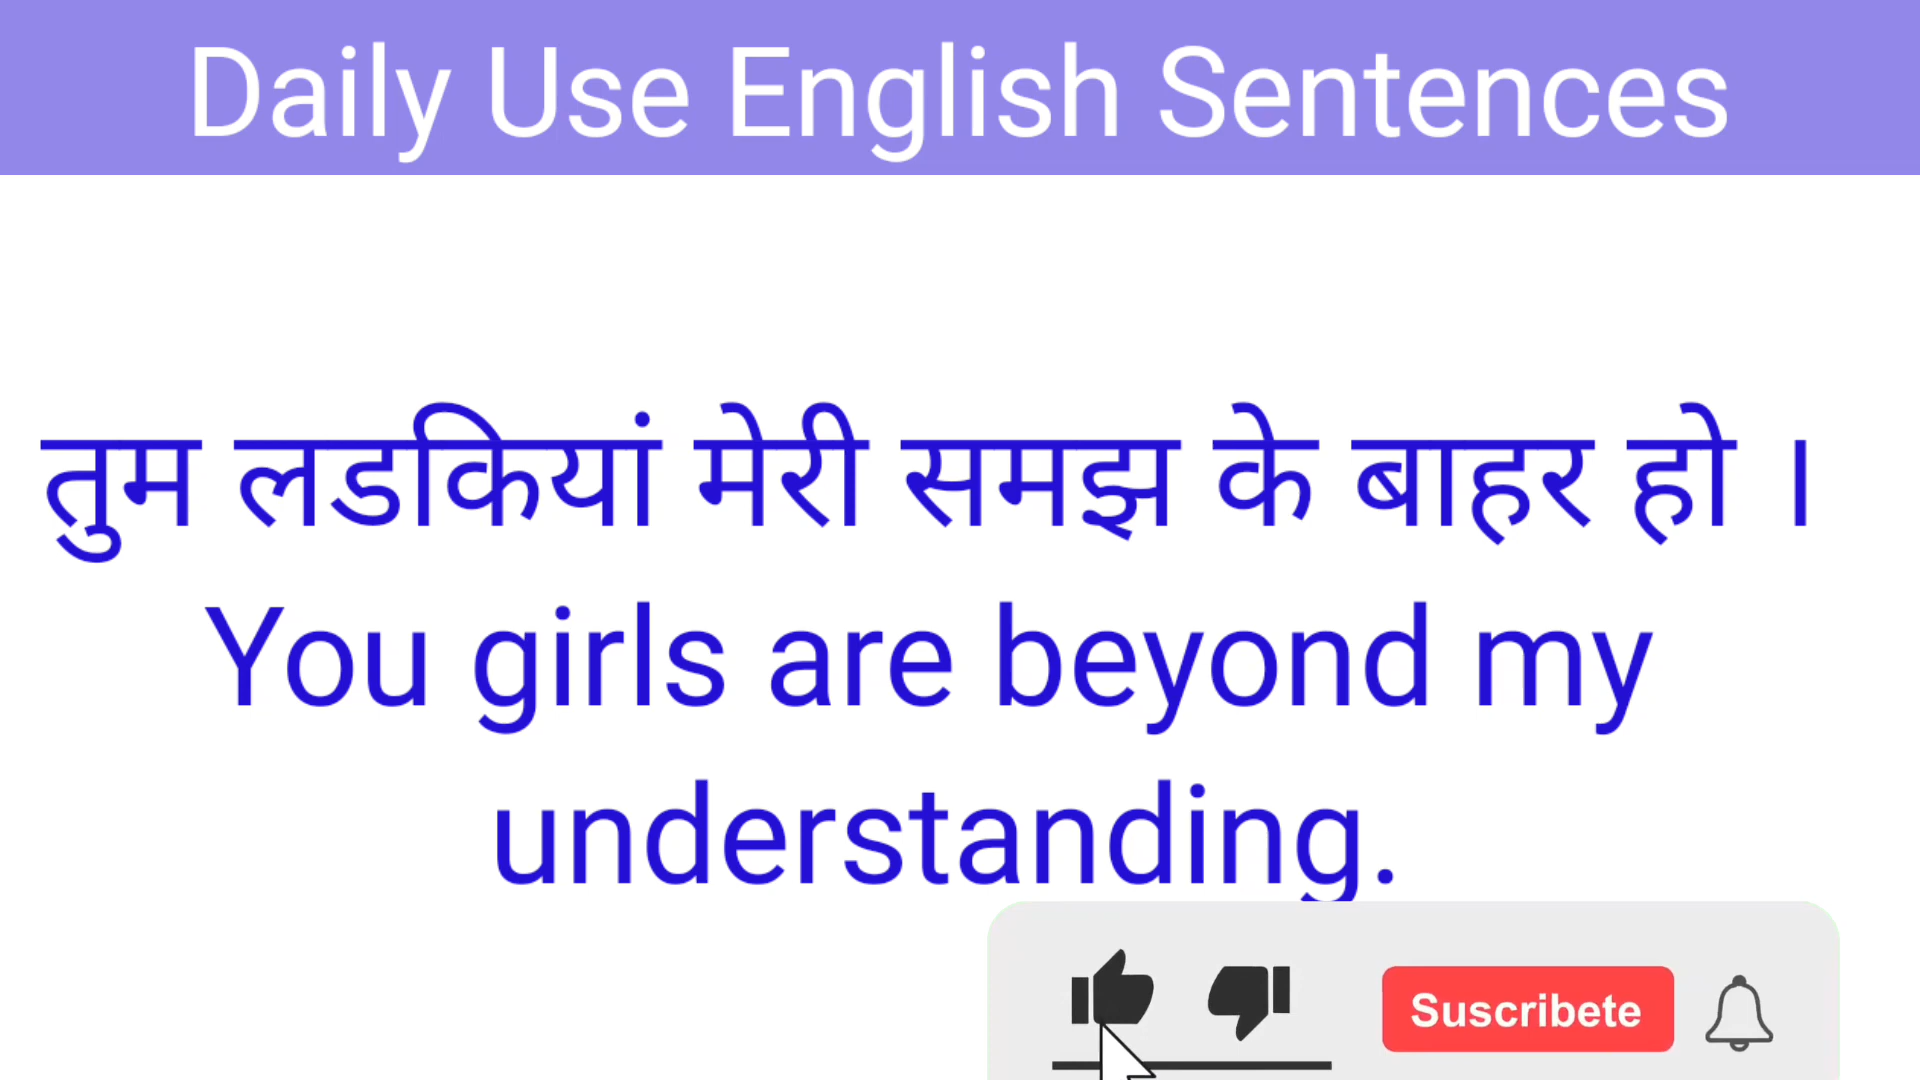 Daily Use English Sentences
तुम लडकियां मेरी समझ के बाहर हो ।
You girls are beyond my
understanding.
Suscribete